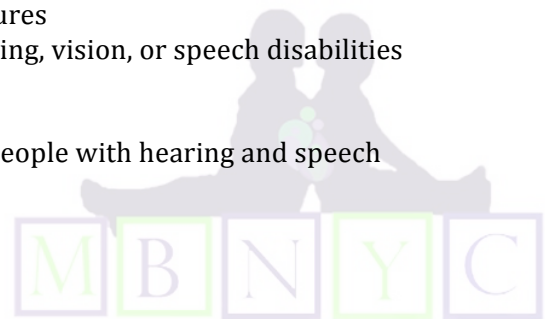 ures
ing, vision, or speech disabilities
eople with hearing and speech
M B N Y C